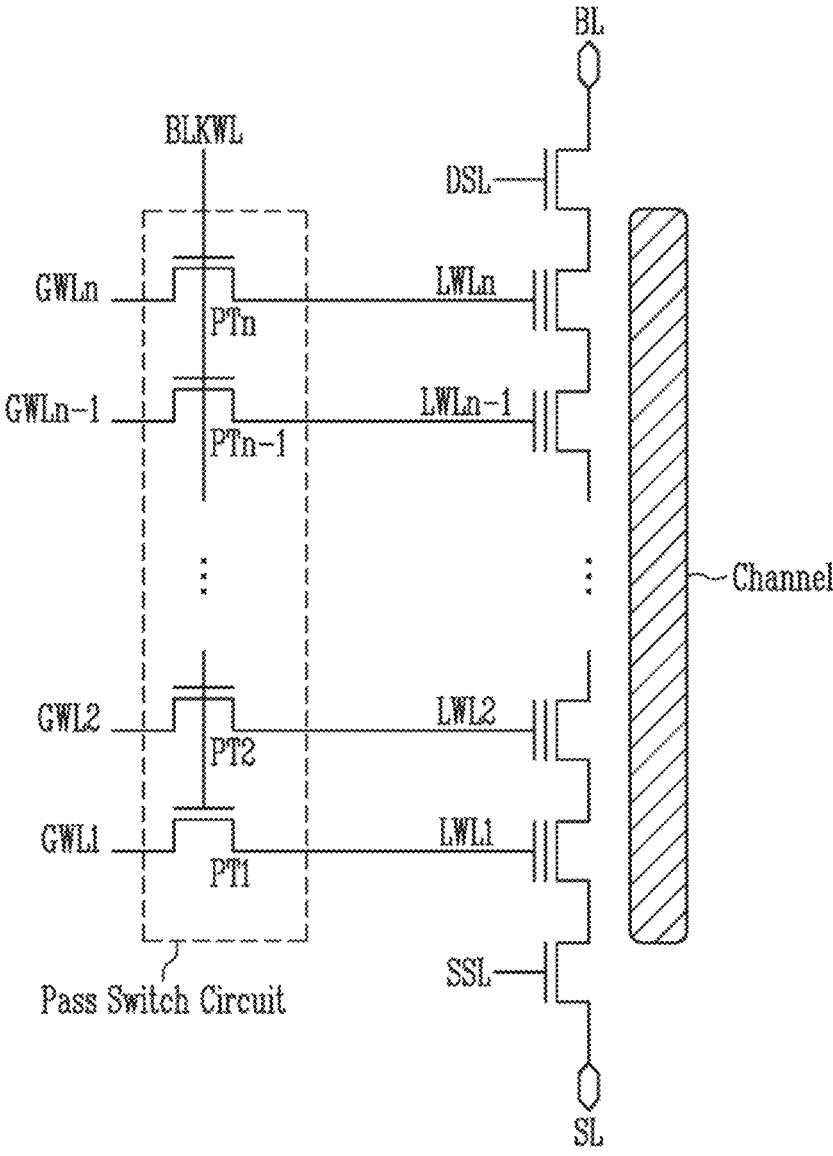 BL
BLKWL
DSL
GWLn
LWLn
PTn
GWLn-1
LWLn-1
PTn-1
Channel
GWL2
LWL2
PT2
GWL1
LWL1
PT1
SSL
Pass Switch Circuit
SL